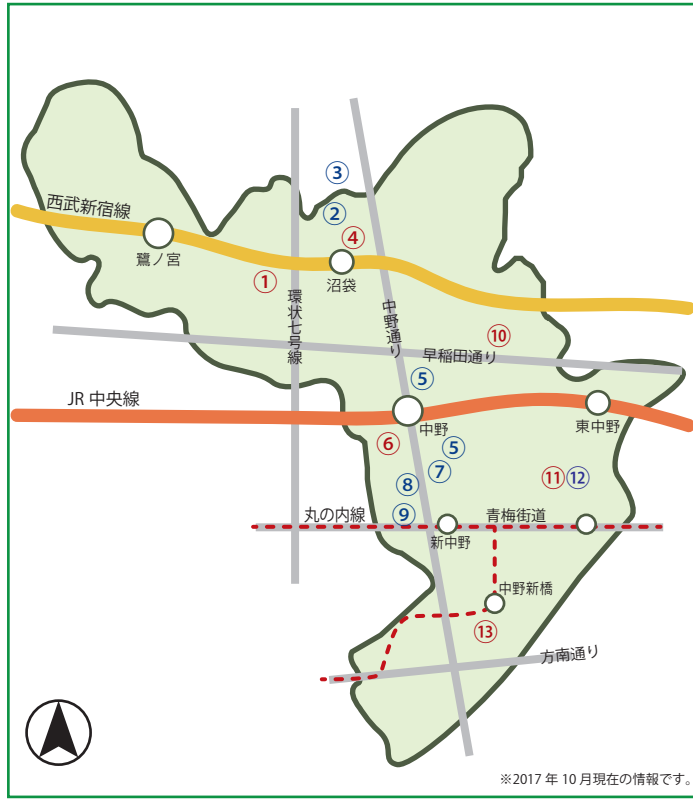 ③
②
西武新宿線
④
鷺ノ宮
①
沼袋
環状七号線
中野通り
⑩
早稲田通り
⑤
JR 中央線
中野
東中野
⑥
⑤
⑦
⑧
⑪
⑫
丸の内線
⑨
青梅街道
新中野
中野新橋
⑬
方南通り
※2017 年 10 月現在の情報です。